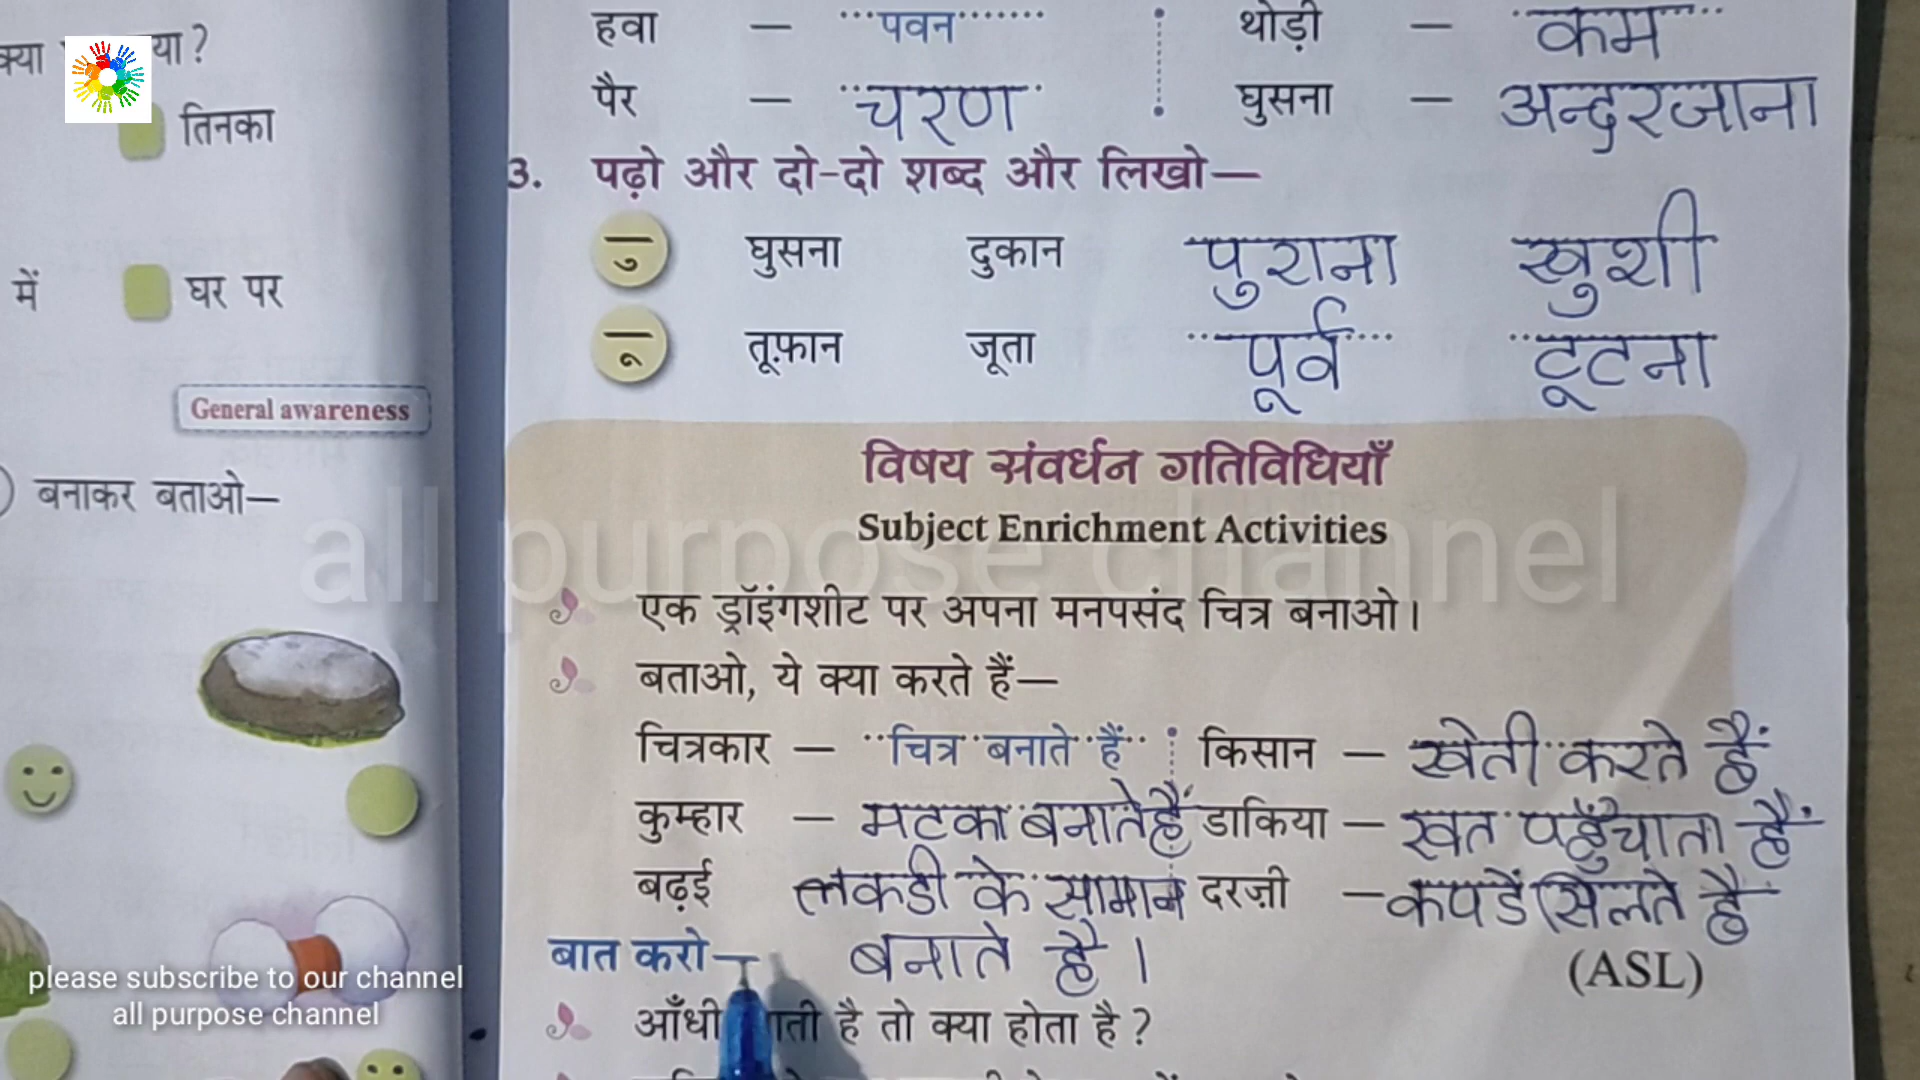 क्या या?
तिनका
में घर पर
General awareness
बनाकर बताओ—
हवा — पवन थोड़ी — कम
पैर — चरण घुसना — अन्दरजाना
3. पढ़ो और दो-दो शब्द और लिखो—
ु घुसना दुकान पुराना खुशी
ू तूफ़ान जूता पूर्व टूटना
विषय संवर्धन गतिविधियाँ
Subject Enrichment Activities
all purpose channel
एक ड्रॉइंगशीट पर अपना मनपसंद चित्र बनाओ।
बताओ, ये क्या करते हैं—
चित्रकार — चित्र बनाते हैं किसान — खेती करते हैं
कुम्हार — मटका बनाते हैं डाकिया — खत पहुँचाता हैं
बढ़ई लकडी के सामान दरज़ी — कपडें सिलते है
बात करो— बनाते है। (ASL)
आँधी ती है तो क्या होता है?
please subscribe to our channel
all purpose channel